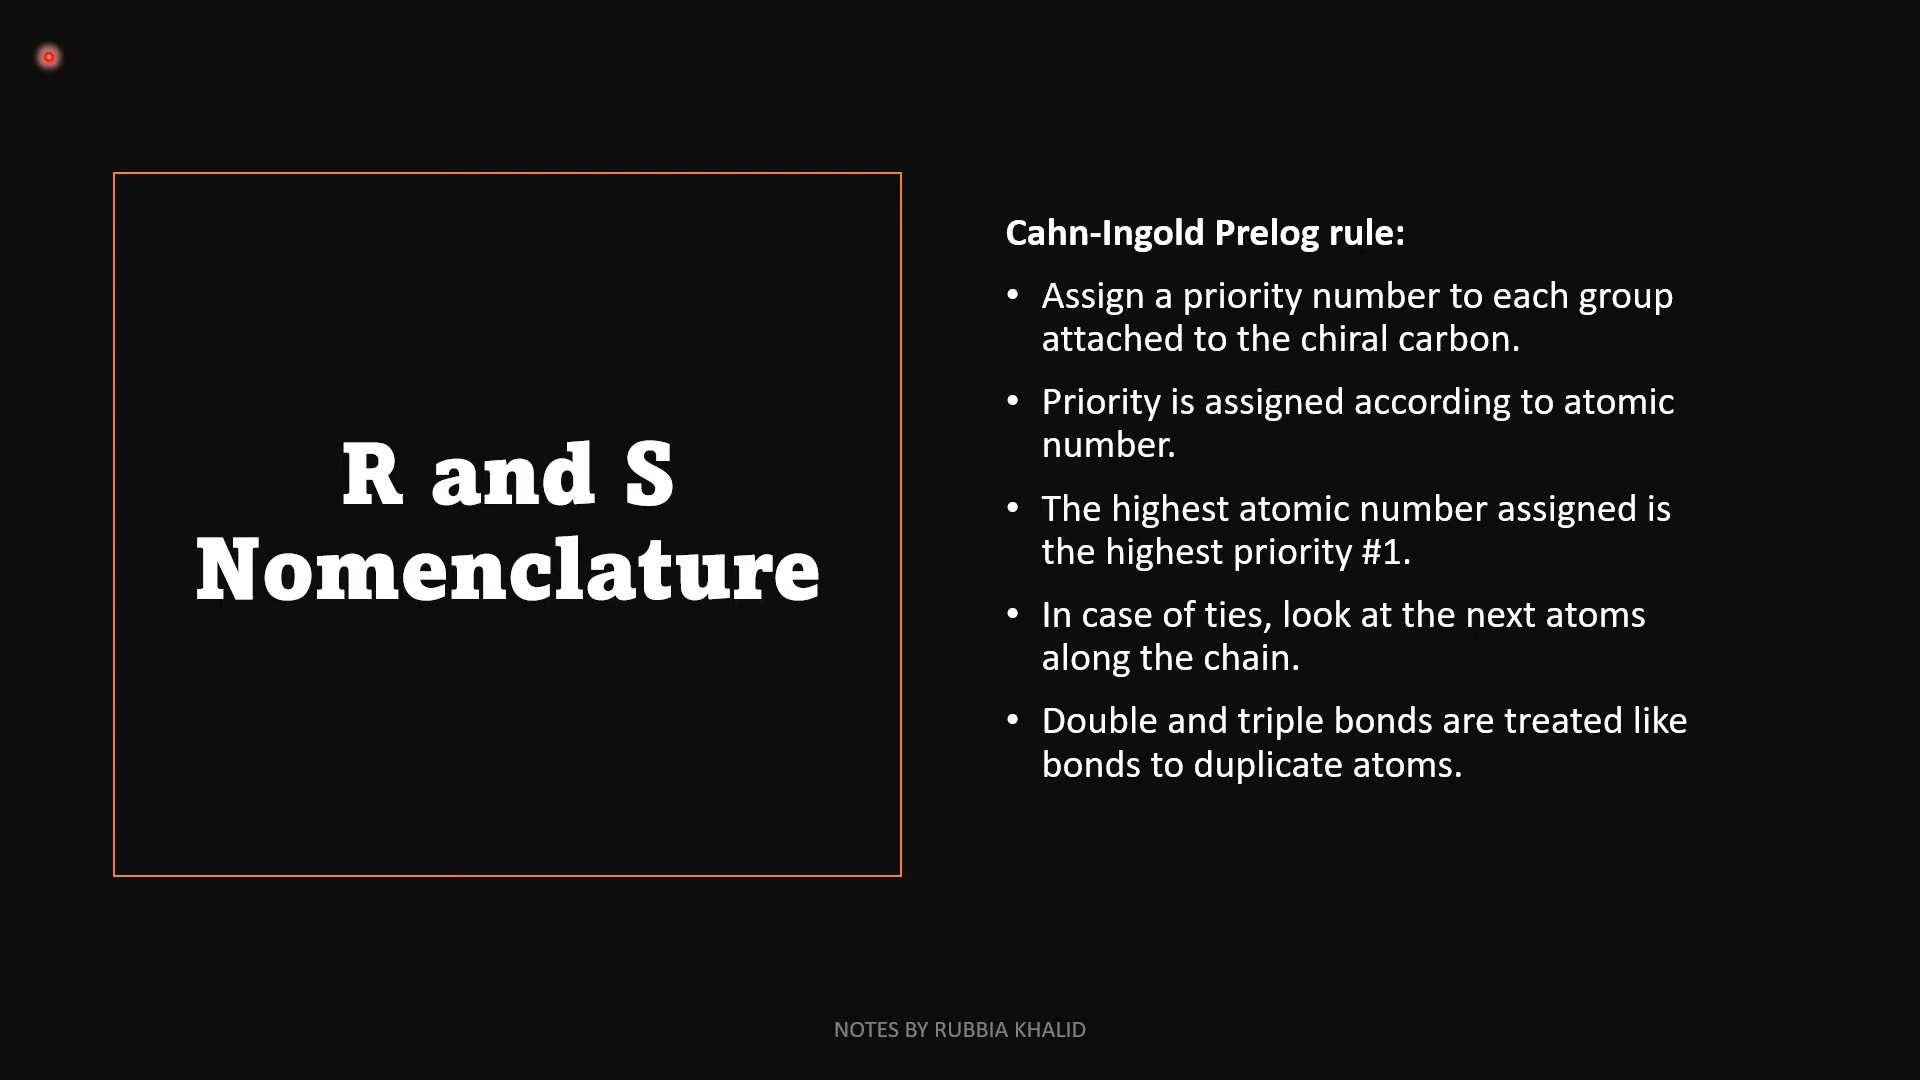 R and S
Nomenclature
Cahn-Ingold Prelog rule:
• Assign a priority number to each group
attached to the chiral carbon.
• Priority is assigned according to atomic
number.
• The highest atomic number assigned is
the highest priority #1.
• In case of ties, look at the next atoms
along the chain.
• Double and triple bonds are treated like
bonds to duplicate atoms.
NOTES BY RUBBIA KHALID